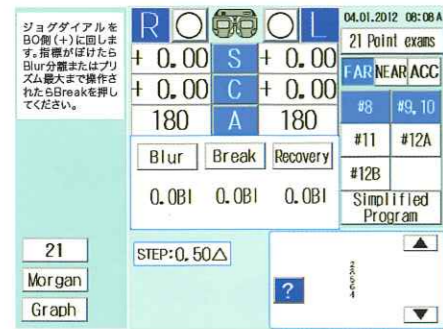 ジョグダイアルを
BO側(+)に回しま
す。指標がぼけたら
Blur分離またはプリ
ズム最大まで操作さ
れたらBreakを押し
てください。
R
L
+ 0.00 S + 0.00
+ 0.00 C + 0.00
180 A 180
Blur Break Recovery
0.0BI 0.0BI 0.0BI
04.01.2012 08:08A
21 Point exams
FAR NEAR ACC
#8 #9,10
#11 #12A
#12B
Simplified
Program
21
Morgan
Graph
STEP:0.50△
?